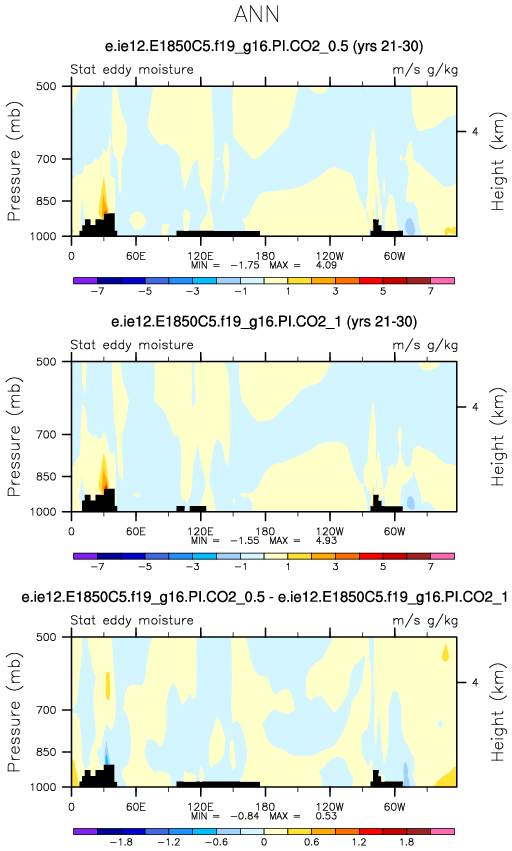 ANN
e.ie12.E1850C5.f19_g16.PI.CO2_0.5 (yrs 21-30)
Stat eddy moisture m/s g/kg
Pressure (mb)
500
700
850
1000
4
Height (km)
0 60E 120E 180 120W 60W
MIN = -1.75 MAX = 4.09
-7 -5 -3 -1 1 3 5 7
e.ie12.E1850C5.f19_g16.PI.CO2_1 (yrs 21-30)
Stat eddy moisture m/s g/kg
Pressure (mb)
500
700
850
1000
4
Height (km)
0 60E 120E 180 120W 60W
MIN = -1.55 MAX = 4.93
-7 -5 -3 -1 1 3 5 7
e.ie12.E1850C5.f19_g16.PI.CO2_0.5 - e.ie12.E1850C5.f19_g16.PI.CO2_1
Stat eddy moisture m/s g/kg
Pressure (mb)
500
700
850
1000
4
Height (km)
0 60E 120E 180 120W 60W
MIN = -0.84 MAX = 0.53
-1.8 -1.2 -0.6 0 0.6 1.2 1.8